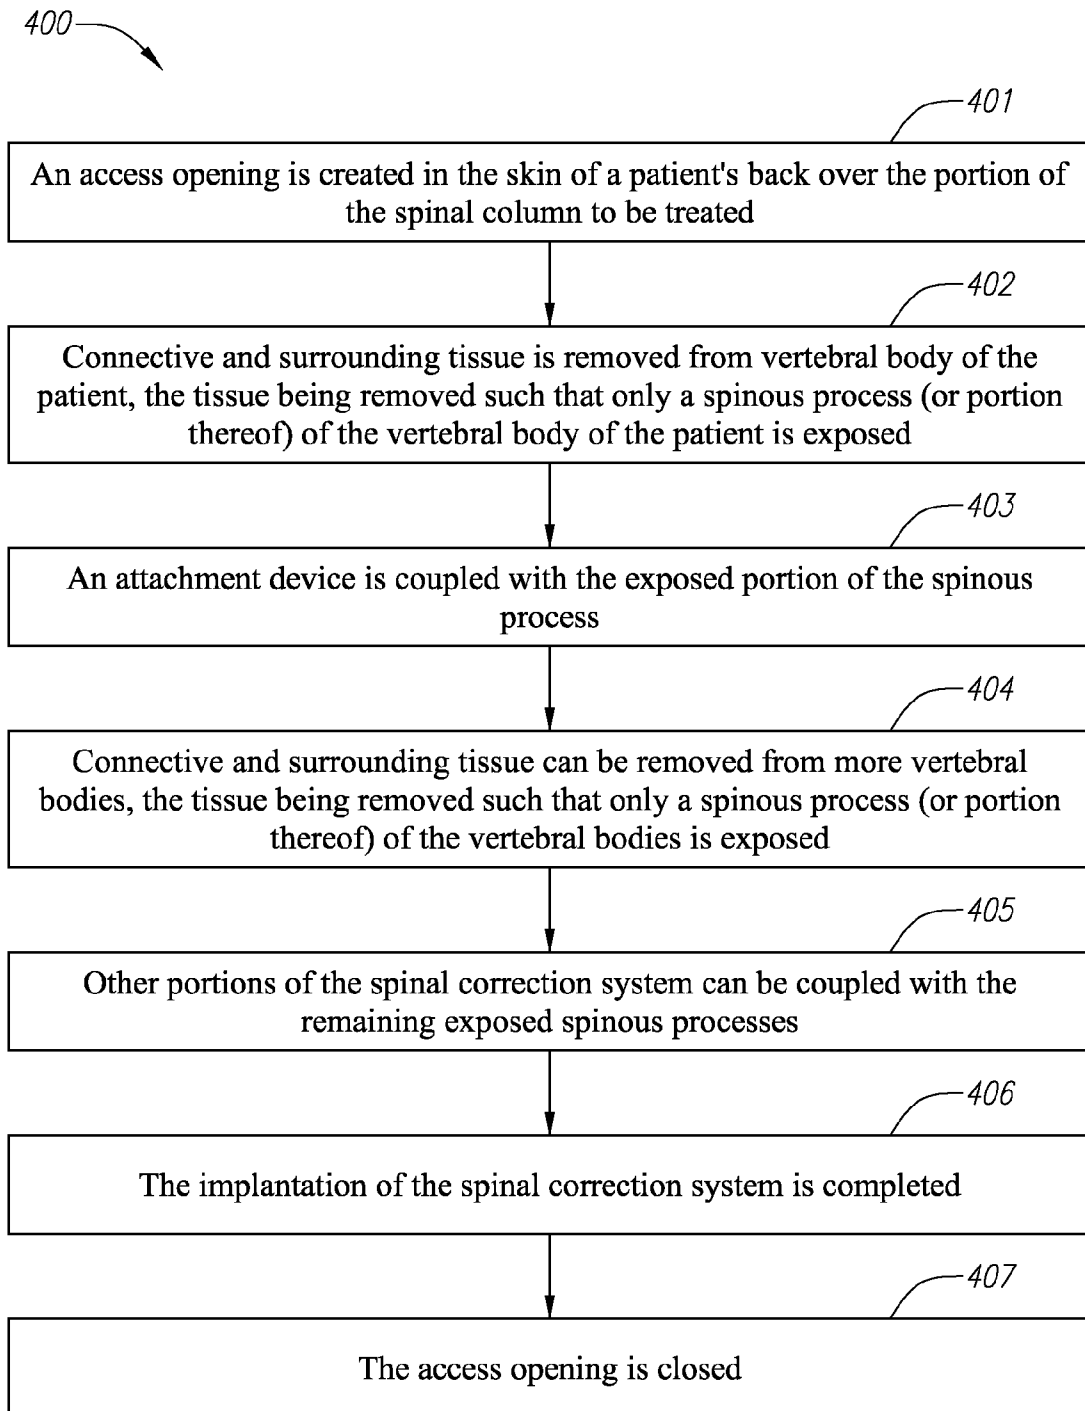 400
401
An access opening is created in the skin of a patient's back over the portion of
the spinal column to be treated
402
Connective and surrounding tissue is removed from vertebral body of the
patient, the tissue being removed such that only a spinous process (or portion
thereof) of the vertebral body of the patient is exposed
403
An attachment device is coupled with the exposed portion of the spinous
process
404
Connective and surrounding tissue can be removed from more vertebral
bodies, the tissue being removed such that only a spinous process (or portion
thereof) of the vertebral bodies is exposed
405
Other portions of the spinal correction system can be coupled with the
remaining exposed spinous processes
406
The implantation of the spinal correction system is completed
407
The access opening is closed